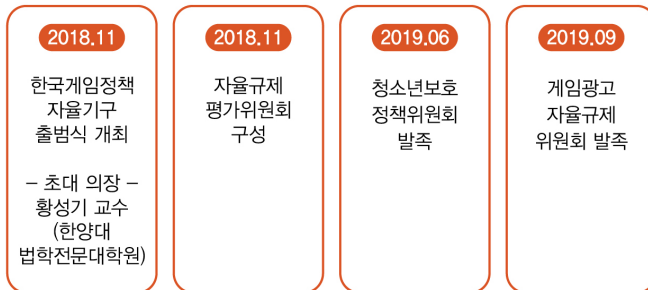 2018.11
한국게임정책
자율기구
출범식 개최
– 초대 의장 –
황성기 교수
(한양대
법학전문대학원)
2018.11
자율규제
평가위원회
구성
2019.06
청소년보호
정책위원회
발족
2019.09
게임광고
자율규제
위원회 발족